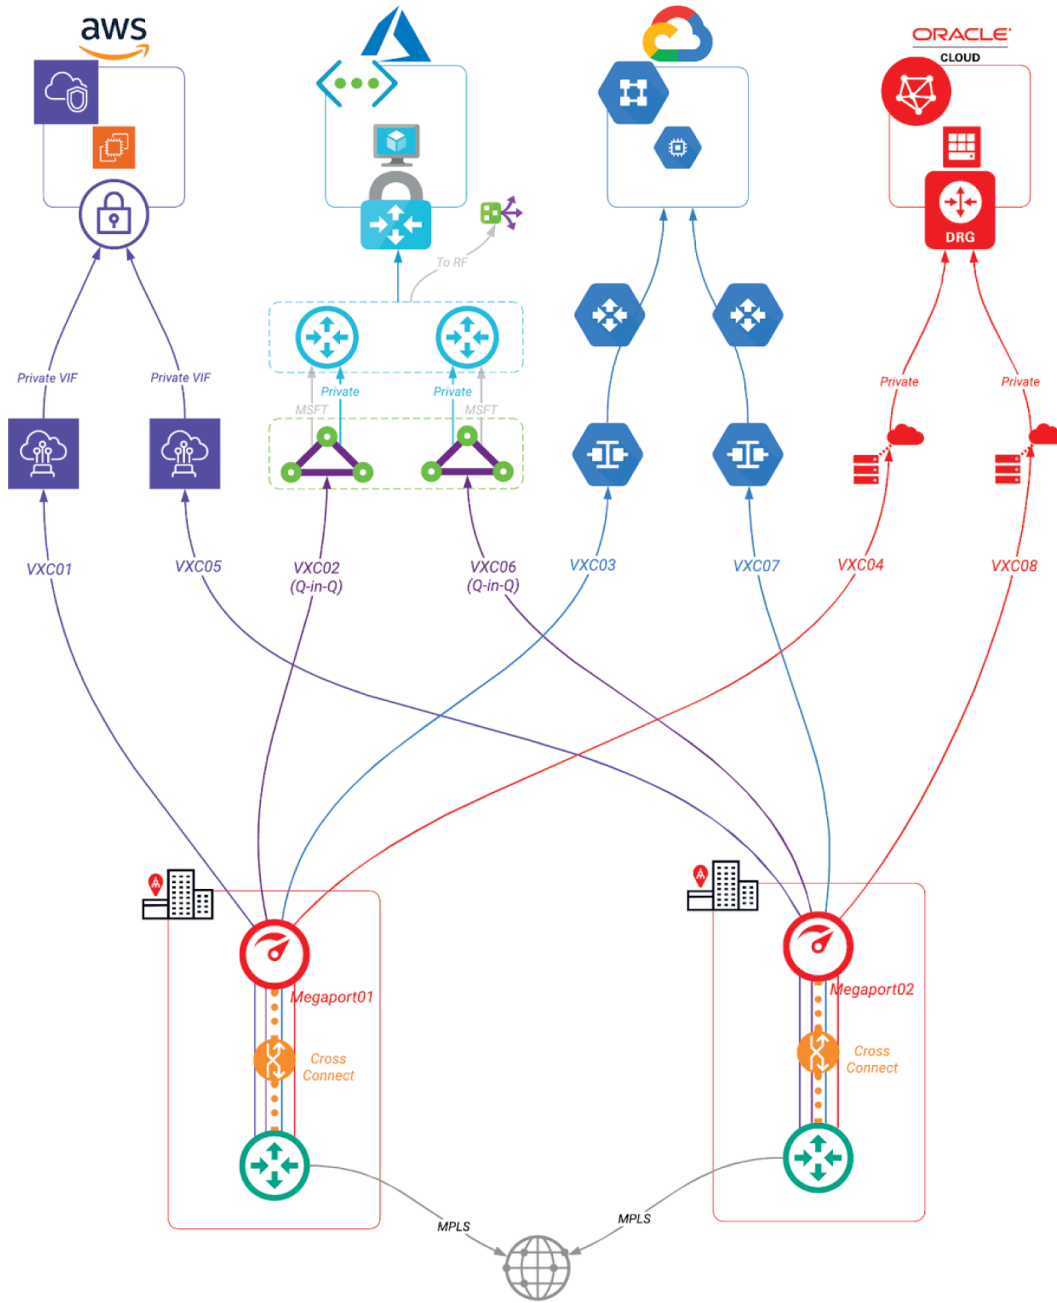 aws
ORACLE
CLOUD
DRG
To RF
Private VIF
Private VIF
Private
Private
MSFT
MSFT
Private
Private
VXC01
VXC05
VXC02
(Q-in-Q)
VXC06
(Q-in-Q)
VXC03
VXC07
VXC04
VXC08
Megaport01
Megaport02
Cross
Connect
Cross
Connect
MPLS
MPLS